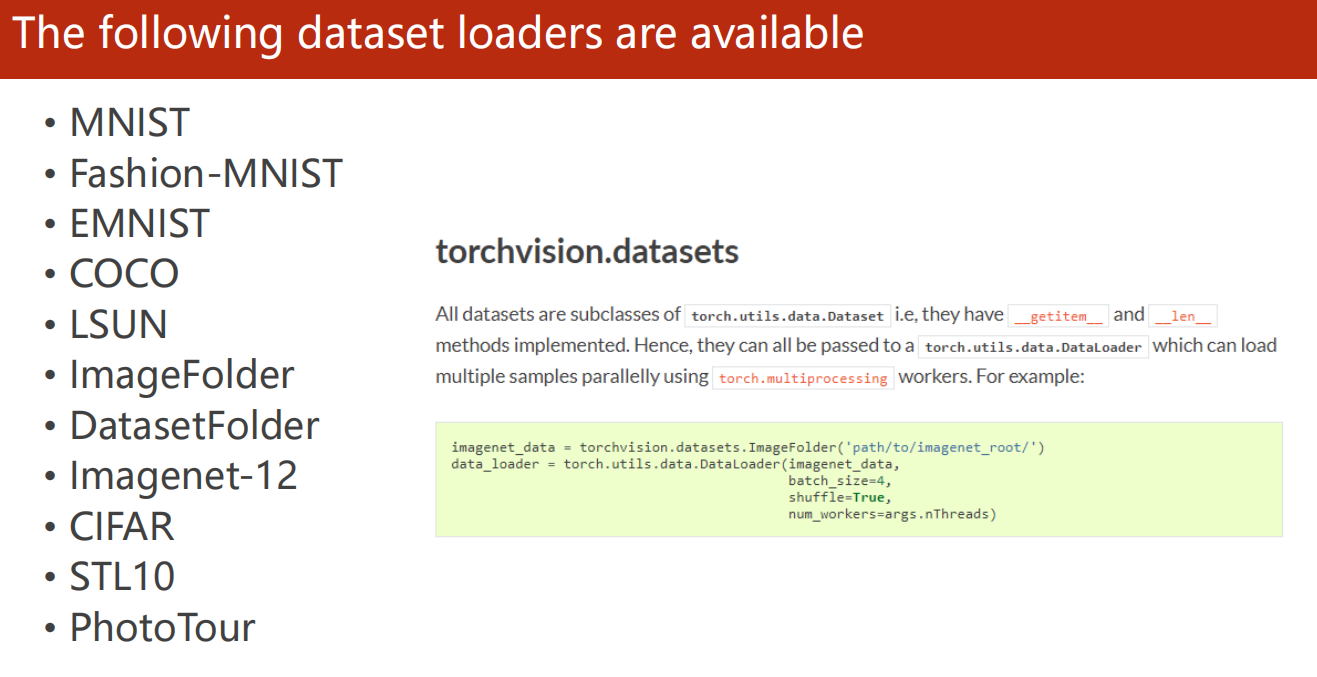 The following dataset loaders are available
• MNIST
• Fashion-MNIST
• EMNIST
• COCO
• LSUN
• ImageFolder
• DatasetFolder
• Imagenet-12
• CIFAR
• STL10
• PhotoTour
torchvision.datasets
All datasets are subclasses of torch.utils.data.Dataset i.e, they have __getitem__ and __len__
methods implemented. Hence, they can all be passed to a torch.utils.data.DataLoader which can load
multiple samples parallelly using torch.multiprocessing workers. For example:
imagenet_data = torchvision.datasets.ImageFolder('path/to/imagenet_root/')
data_loader = torch.utils.data.DataLoader(imagenet_data,
                                          batch_size=4,
                                          shuffle=True,
                                          num_workers=args.nThreads)